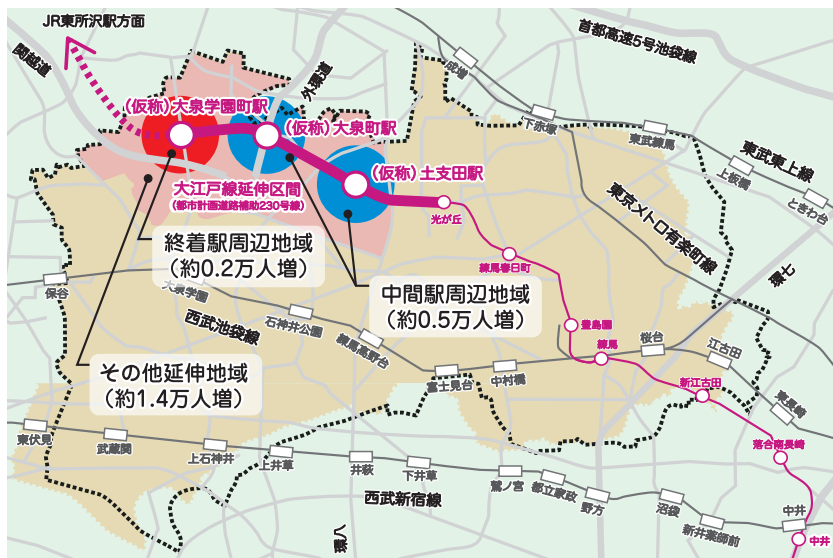 JR東所沢駅方面
関越道
外環道
首都高速5号池袋線
成増
(仮称)大泉学園町駅
(仮称)大泉町駅
下赤塚
東武練馬
東武東上線
上板橋
ときわ台
(仮称)土支田駅
大江戸線延伸区間
(都市計画道路補助230号線)
東京メトロ有楽町線
光が丘
終着駅周辺地域
(約0.2万人増)
練馬春日町
環七
保谷
大泉学園
中間駅周辺地域
(約0.5万人増)
西武池袋線
石神井公園
練馬高野台
豊島園
練馬
桜台
江古田
その他延伸地域
(約1.4万人増)
富士見台
中村橋
新江古田
東長崎
東伏見
武蔵関
上石神井
上井草
井荻
下井草
鷺ノ宮
都立家政
野方
沼袋
新井薬師前
落合南長崎
西武新宿線
環八
中井
中井